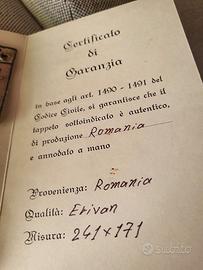 Certificato
di
Garanzia
in base agli art. 1490 - 1491 del
Codice Civile, si garantisce che il
tappeto sottoindicato è autentico,
di produzione Romania
e annodato a mano
Provenienza: Romania
Qualità: Erivan
Misura: 241 x 171
subito